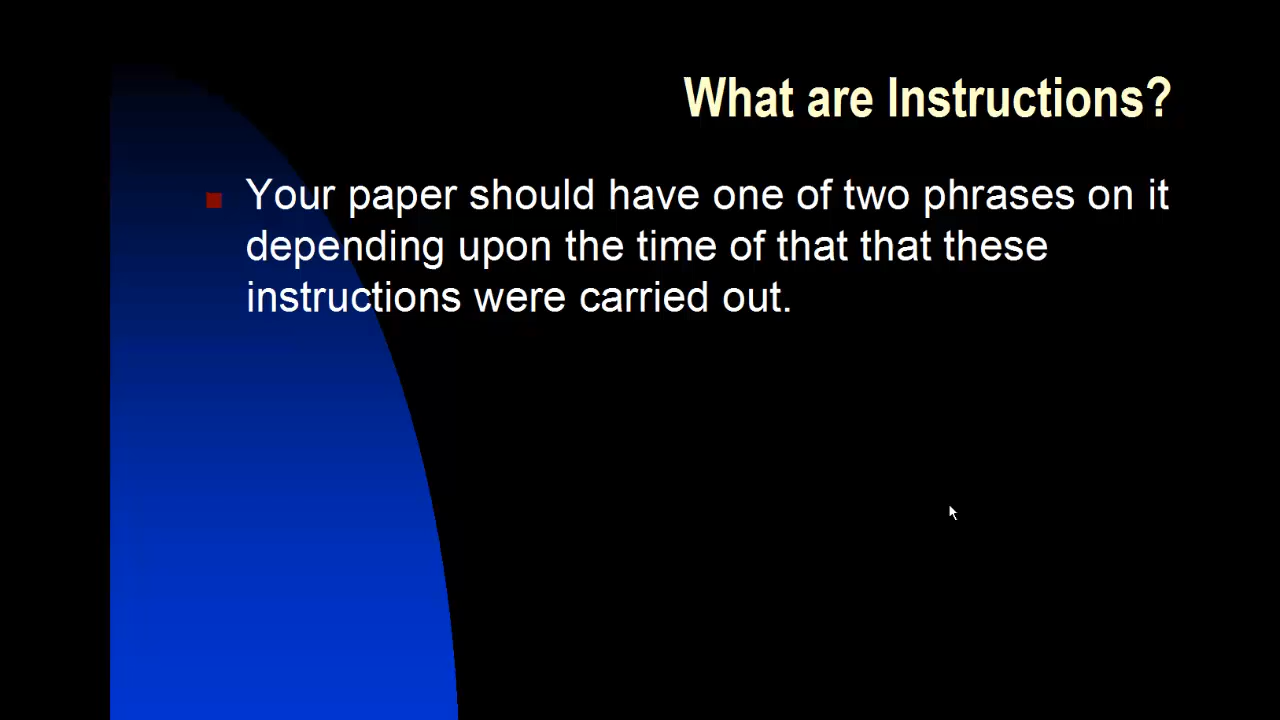 What are Instructions?
Your paper should have one of two phrases on it
depending upon the time of that that these
instructions were carried out.